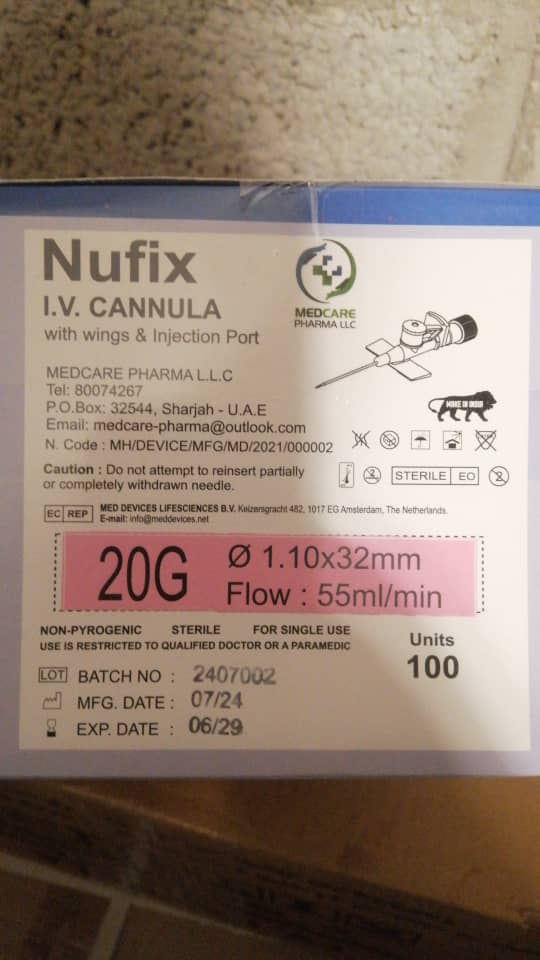 Nufix
I.V. CANNULA
with wings & Injection Port
MEDCARE
PHARMA LLC
MEDCARE PHARMA L.L.C
Tel: 80074267
P.O.Box: 32544, Sharjah - U.A.E
Email: medcare-pharma@outlook.com
N. Code : MH/DEVICE/MFG/MD/2021/000002
MAKE IN INDIA
Caution : Do not attempt to reinsert partially
or completely withdrawn needle.
STERILE EO
EC REP MED DEVICES LIFESCIENCES B.V. Keizersgracht 482, 1017 EG Amsterdam, The Netherlands.
E-mail: info@meddevices.net
20G
Ø 1.10x32mm
Flow : 55ml/min
NON-PYROGENIC STERILE FOR SINGLE USE
USE IS RESTRICTED TO QUALIFIED DOCTOR OR A PARAMEDIC
Units
100
LOT BATCH NO : 2407002
MFG. DATE : 07/24
EXP. DATE : 06/29